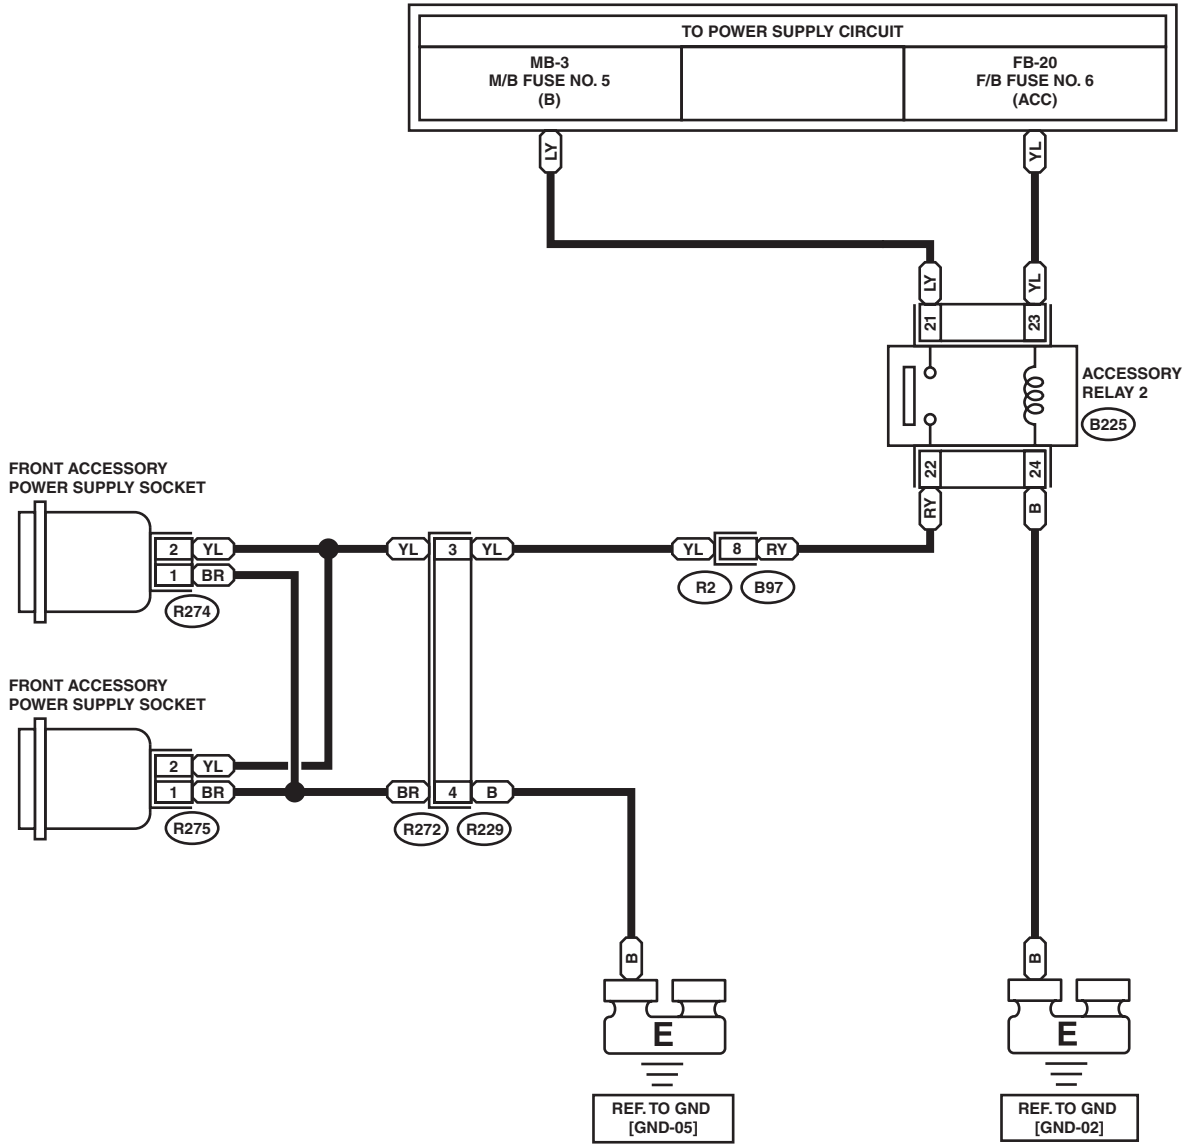 TO POWER SUPPLY CIRCUIT
MB-3
M/B FUSE NO. 5
(B)
FB-20
F/B FUSE NO. 6
(ACC)
LY
YL
LY
YL
21
23
ACCESSORY
RELAY 2
B225
22
24
RY
B
FRONT ACCESSORY
POWER SUPPLY SOCKET
2 YL
YL 3 YL
YL 8 RY
1 BR
R2 B97
R274
FRONT ACCESSORY
POWER SUPPLY SOCKET
2 YL
1 BR
BR 4 B
R275
R272 R229
B
B
E
E
REF. TO GND
[GND-05]
REF. TO GND
[GND-02]